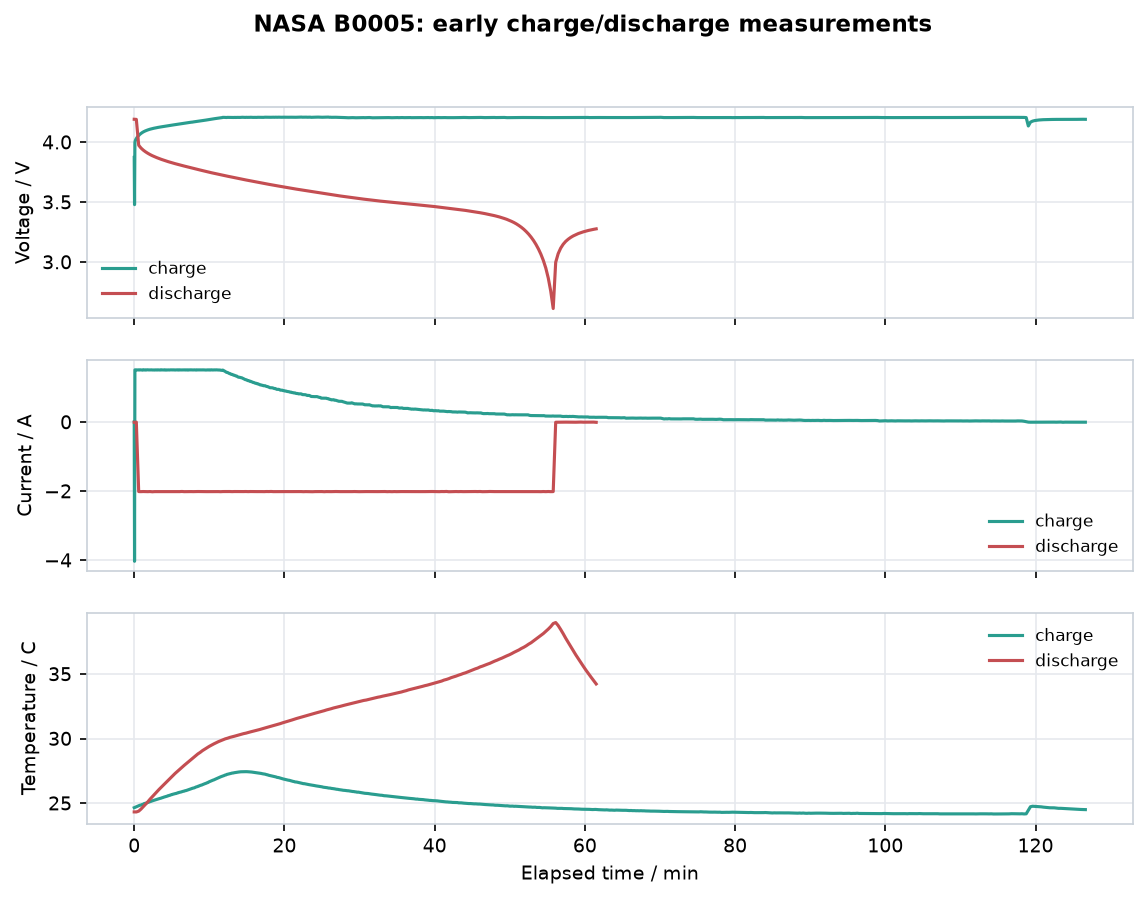 NASA B0005: early charge/discharge measurements
Voltage / V
4.0
3.5
3.0
charge
discharge
Current / A
0
−2
−4
charge
discharge
Temperature / C
35
30
25
charge
discharge
0 20 40 60 80 100 120
Elapsed time / min